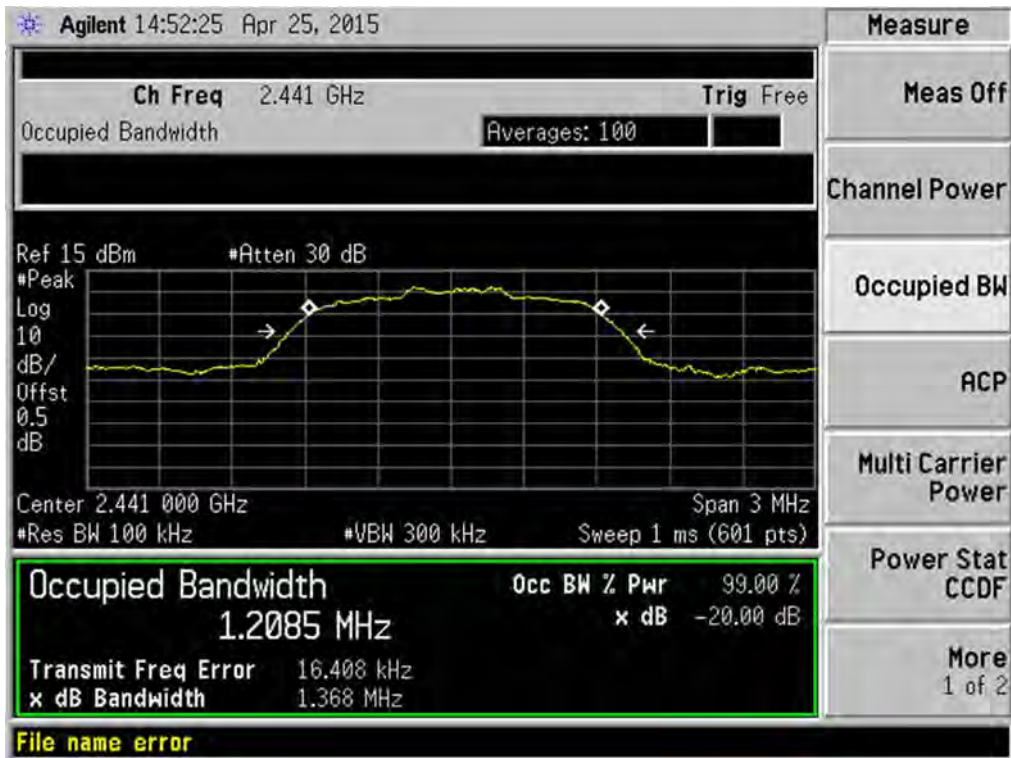 Agilent 14:52:25 Apr 25, 2015
Measure
Ch Freq 2.441 GHz Trig Free
Occupied Bandwidth Averages: 100
Ref 15 dBm #Atten 30 dB
#Peak
Log
10
dB/
Offst
0.5
dB
Center 2.441 000 GHz Span 3 MHz
#Res BW 100 kHz #VBW 300 kHz Sweep 1 ms (601 pts)
Occupied Bandwidth
1.2085 MHz
Occ BW % Pwr 99.00 %
x dB -20.00 dB
Transmit Freq Error 16.408 kHz
x dB Bandwidth 1.368 MHz
File name error
Meas Off
Channel Power
Occupied BW
ACP
Multi Carrier
Power
Power Stat
CCDF
More
1 of 2